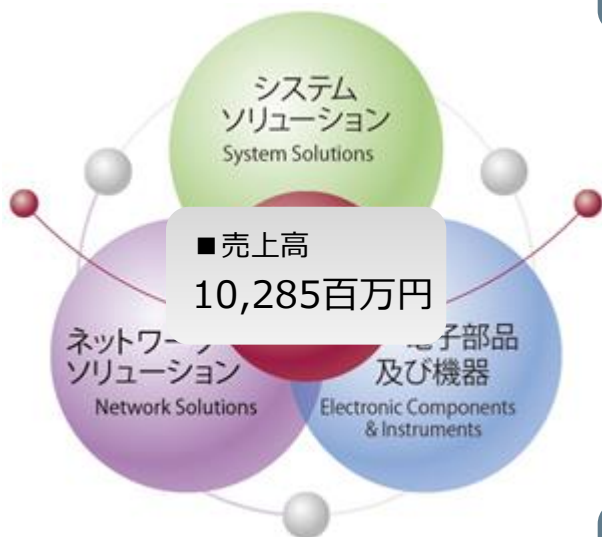 システム
ソリューション
System Solutions
■売上高
10,285百万円
ネットワーク
ソリューション
Network Solutions
電子部品
及び機器
Electronic Components
& Instruments